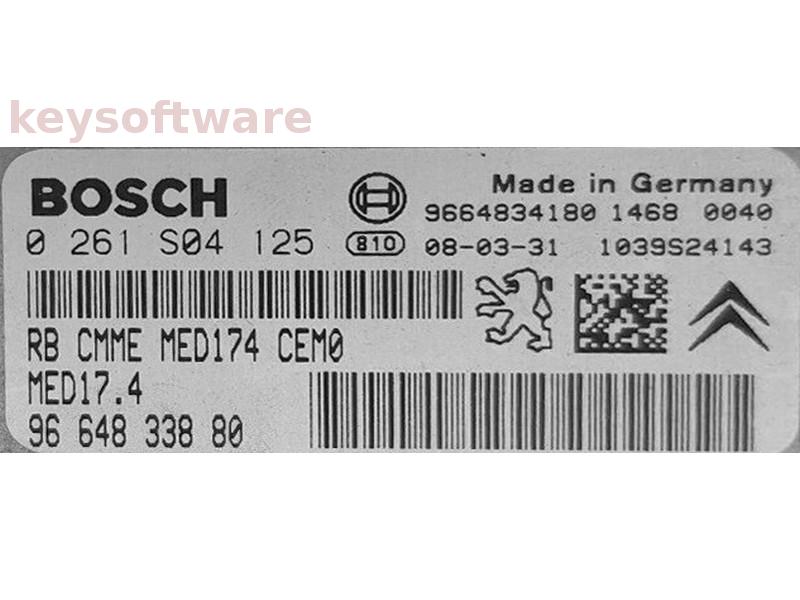 keysoftware
BOSCH
Made in Germany
9664834180 1468 0040
0 261 S04 125 810 08-03-31 1039S24143
RB CMME MED174 CEM0
MED17.4
96 648 338 80